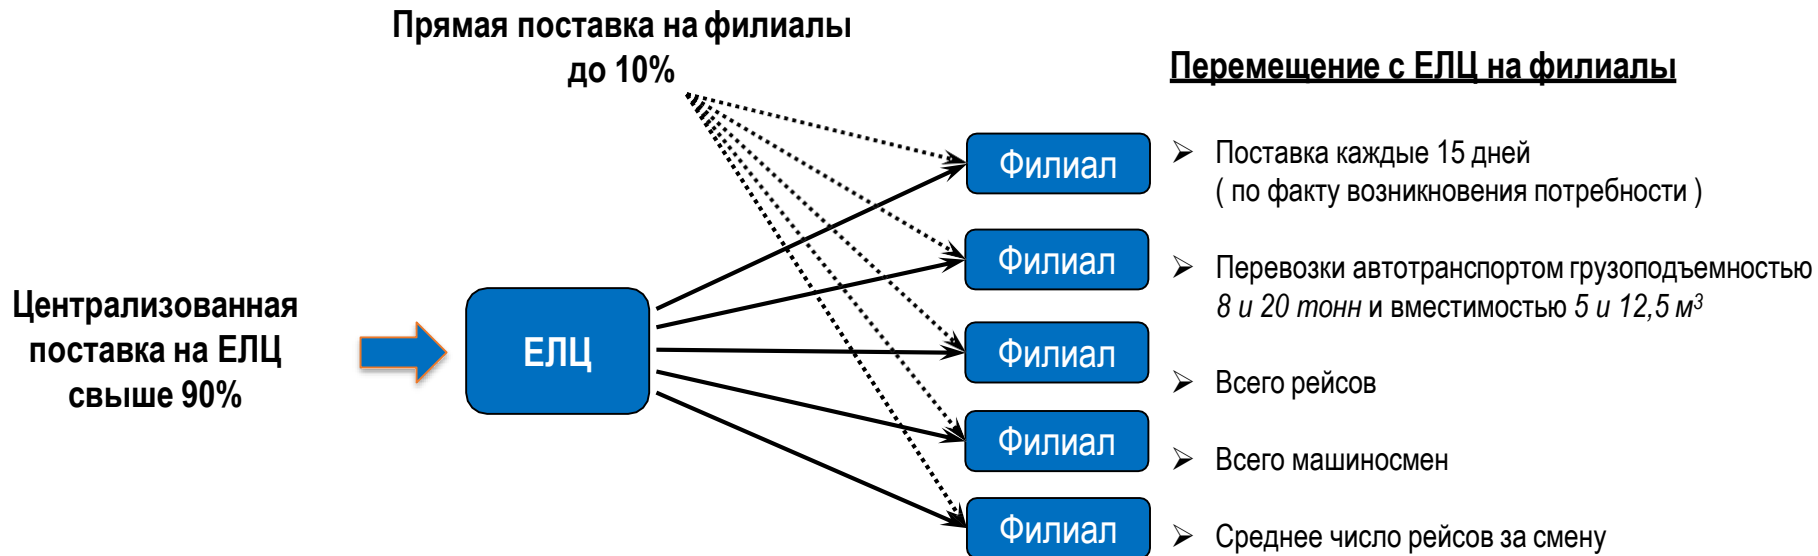 Прямая поставка на филиалы
до 10%
Централизованная
поставка на ЕЛЦ
свыше 90%
ЕЛЦ
Филиал
Филиал
Филиал
Филиал
Филиал
Перемещение с ЕЛЦ на филиалы
➢ Поставка каждые 15 дней
( по факту возникновения потребности )
➢ Перевозки автотранспортом грузоподъемностью
8 и 20 тонн и вместимостью 5 и 12,5 м³
➢ Всего рейсов
➢ Всего машиносмен
➢ Среднее число рейсов за смену